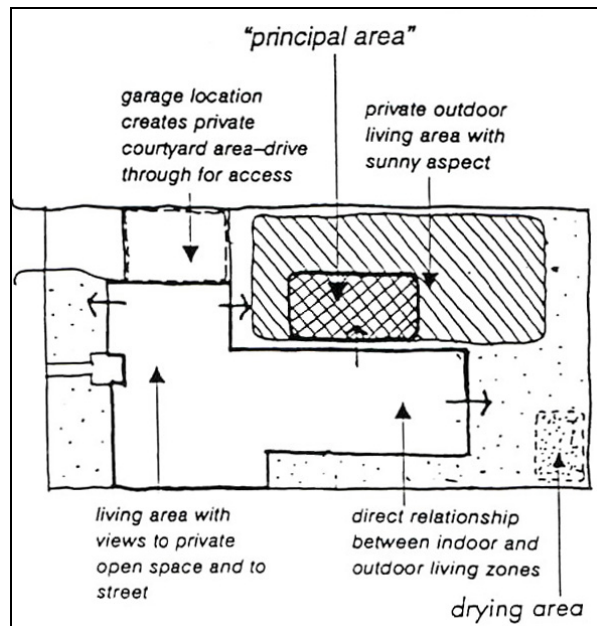 "principal area"
garage location
creates private
courtyard area–drive
through for access
private outdoor
living area with
sunny aspect
living area with
views to private
open space and to
street
direct relationship
between indoor and
outdoor living zones
drying area